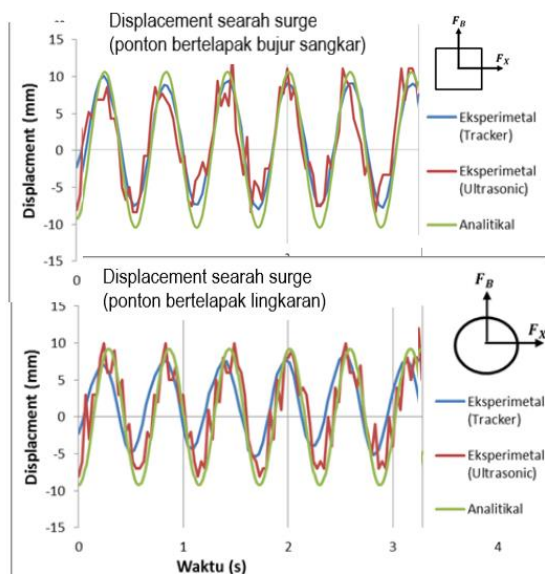 Displacement searah surge
(ponton bertelapak bujur sangkar)
15
10
5
0
-5
-10
-15
Displacment (mm)
0
F_B
F_X
Eksperimetal
(Tracker)
Eksperimetal
(Ultrasonic)
Analitikal
Displacement searah surge
(ponton bertelapak lingkaran)
15
10
5
0
-5
-10
-15
Displacment (mm)
0
1
2
3
4
Waktu (s)
F_B
F_X
Eksperimetal
(Tracker)
Eksperimetal
(Ultrasonic)
Analitikal